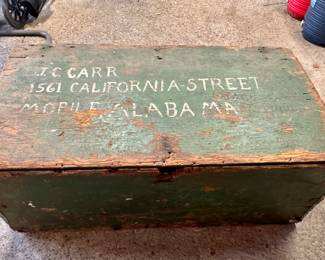 J.C CARR
1561 CALIFORNIA-STREET
MOBILE, ALABAMA